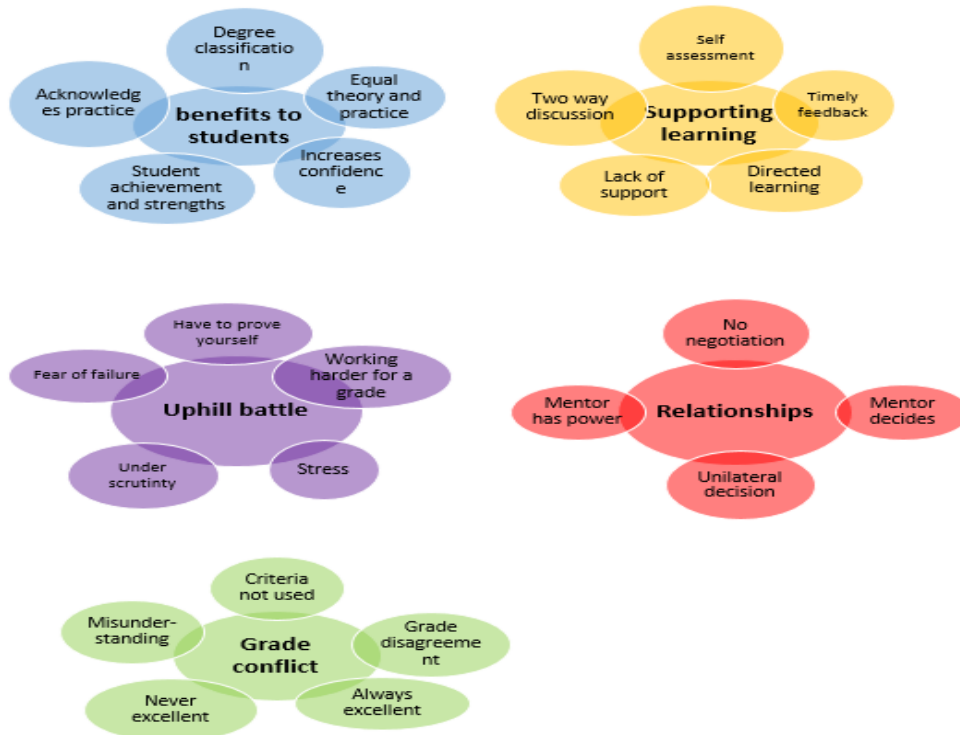 Degree
classificatio
n
Acknowledg
es practice
Equal
theory and
practice
benefits to
students
Student
achievement
and strengths
Increases
confidenc
e
Self
assessment
Two way
discussion
Timely
feedback
Supporting
learning
Lack of
support
Directed
learning
Have to prove
yourself
Fear of failure
Working
harder for a
grade
Uphill battle
Under
scrutinty
Stress
No
negotiation
Mentor
has power
Relationships
Mentor
decides
Unilateral
decision
Criteria
not used
Misunder-
standing
Grade
disagreeme
nt
Grade
conflict
Never
excellent
Always
excellent